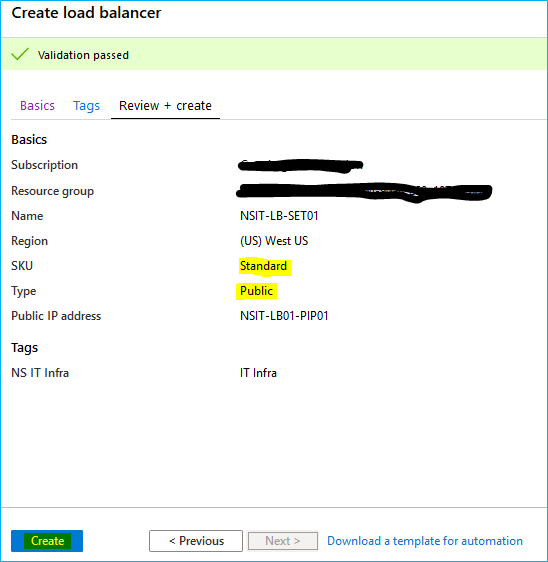 Create load balancer
Validation passed
Basics Tags Review + create
Basics
Subscription
Resource group
Name NSIT-LB-SET01
Region (US) West US
SKU Standard
Type Public
Public IP address NSIT-LB01-PIP01
Tags
NS IT Infra IT Infra
Create < Previous Next > Download a template for automation